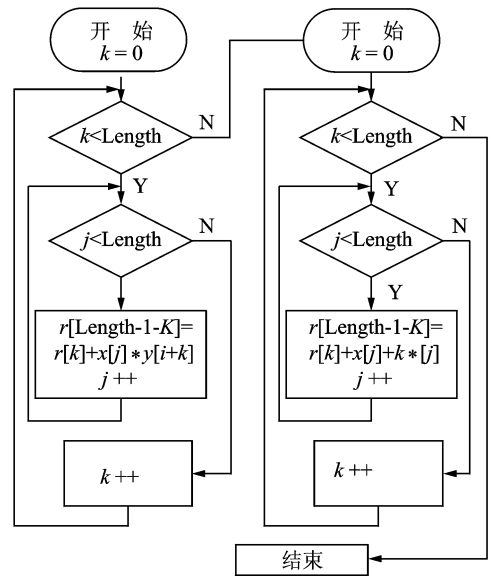 开 始
k = 0
k<Length
N
Y
j<Length
N
r[Length-1-K]=
r[k]+x[j]*y[i+k]
j ++
k ++
开 始
k = 0
k<Length
N
Y
j<Length
N
Y
r[Length-1-K]=
r[k]+x[j]+k*[j]
j ++
k ++
结束